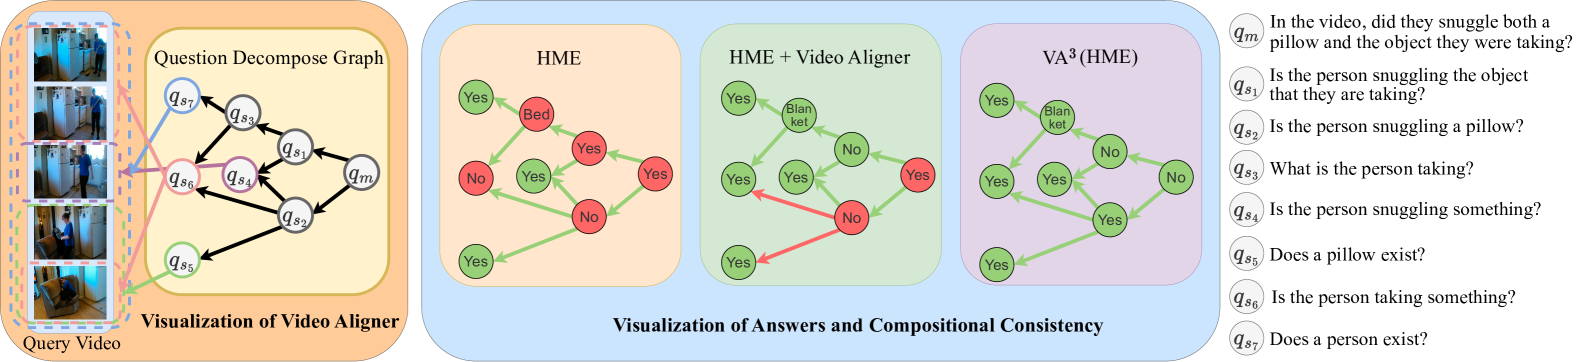 Question Decompose Graph
q_{s_7}
q_{s_3}
q_{s_1}
q_{s_6}
q_{s_4}
q_m
q_{s_2}
q_{s_5}
Visualization of Video Aligner
Query Video
HME
Yes
Bed
Yes
No
Yes
Yes
No
Yes
HME + Video Aligner
Yes
Blan
ket
No
Yes
Yes
Yes
No
Yes
VA³ (HME)
Yes
Blan
ket
No
Yes
Yes
No
Yes
Yes
Visualization of Answers and Compositional Consistency
q_m In the video, did they snuggle both a
pillow and the object they were taking?
q_{s_1} Is the person snuggling the object
that they are taking?
q_{s_2} Is the person snuggling a pillow?
q_{s_3} What is the person taking?
q_{s_4} Is the person snuggling something?
q_{s_5} Does a pillow exist?
q_{s_6} Is the person taking something?
q_{s_7} Does a person exist?